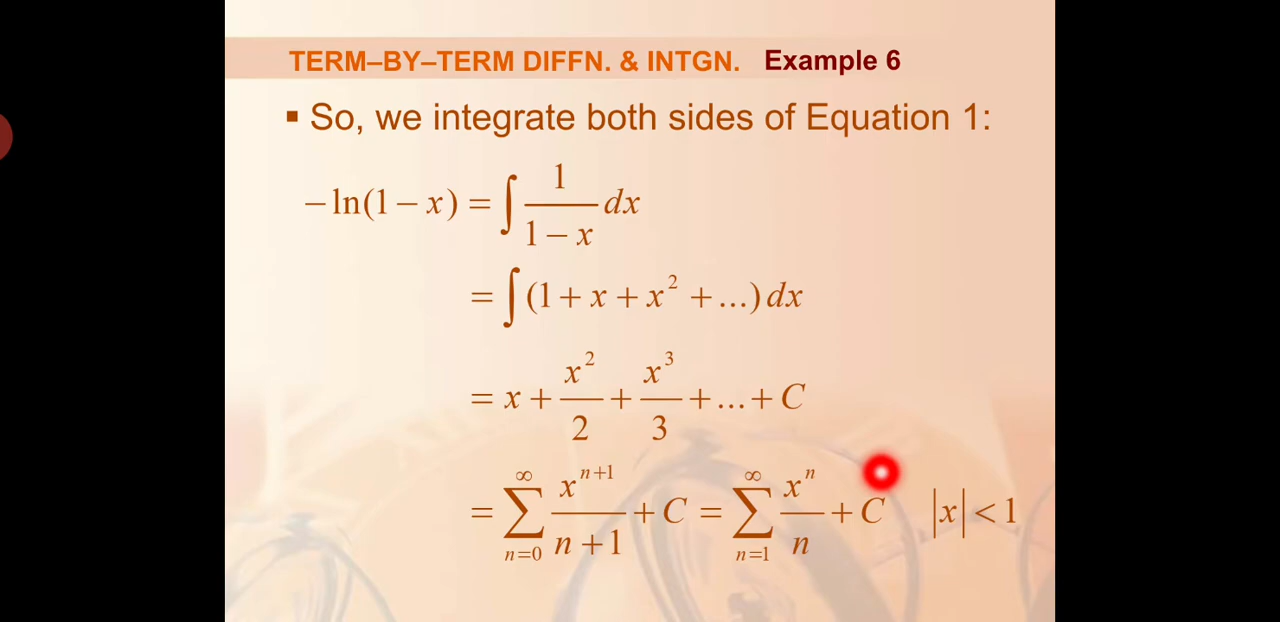 TERM–BY–TERM DIFFN. & INTGN. Example 6
▪ So, we integrate both sides of Equation 1:
−ln(1 − x) = ∫ 1/(1 − x) dx
= ∫ (1 + x + x² + ...) dx
= x + x²/2 + x³/3 + ... + C
= ∑_{n=0}^{∞} x^{n+1}/(n+1) + C = ∑_{n=1}^{∞} x^n/n + C |x| < 1